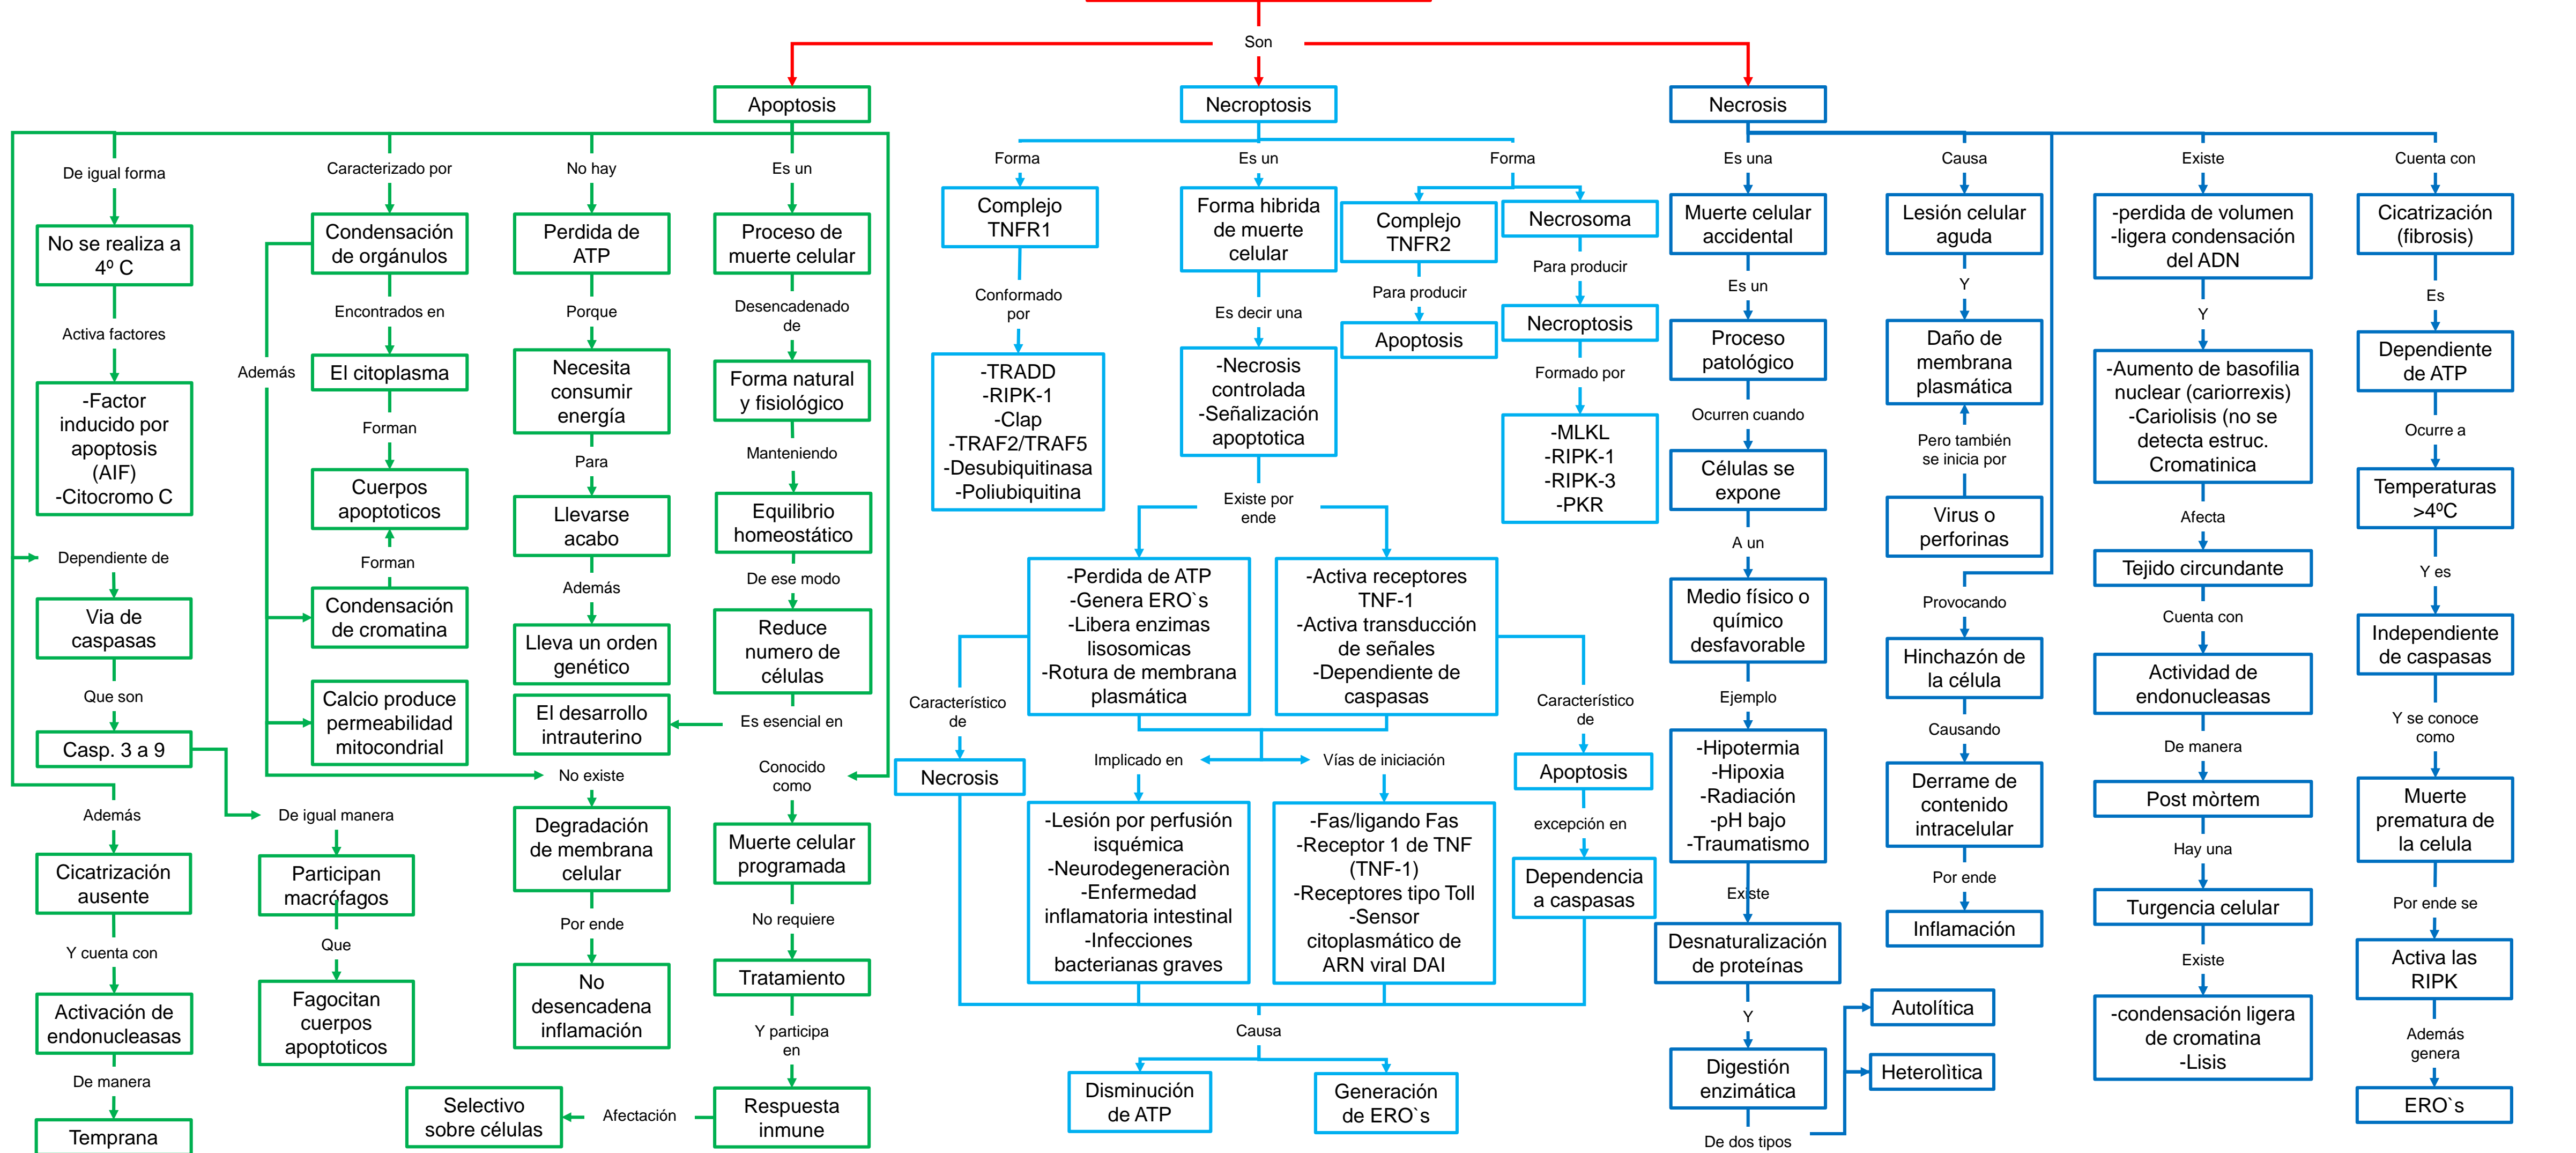 Son
Apoptosis
De igual forma
No se realiza a
4º C
Activa factores
-Factor
inducido por
apoptosis
(AIF)
-Citocromo C
Dependiente de
Via de
caspasas
Que son
Casp. 3 a 9
Además
Cicatrización
ausente
Y cuenta con
Activación de
endonucleasas
De manera
Temprana
De igual manera
Participan
macrófagos
Que
Fagocitan
cuerpos
apoptoticos
Caracterizado por
Condensación
de orgánulos
Encontrados en
El citoplasma
Forman
Cuerpos
apoptoticos
Forman
Condensación
de cromatina
Además
Calcio produce
permeabilidad
mitocondrial
No hay
Perdida de
ATP
Porque
Necesita
consumir
energía
Para
Llevarse
acabo
Además
Lleva un orden
genético
El desarrollo
intrauterino
No existe
Degradación
de membrana
celular
Por ende
No
desencadena
inflamación
Es un
Proceso de
muerte celular
Desencadenado
de
Forma natural
y fisiológico
Manteniendo
Equilibrio
homeostático
De ese modo
Reduce
numero de
células
Es esencial en
Conocido
como
Muerte celular
programada
No requiere
Tratamiento
Y participa
en
Respuesta
inmune
Afectación
Selectivo
sobre células
Necroptosis
Forma
Complejo
TNFR1
Conformado
por
-TRADD
-RIPK-1
-Clap
-TRAF2/TRAF5
-Desubiquitinasa
-Poliubiquitina
Es un
Forma hibrida
de muerte
celular
Es decir una
-Necrosis
controlada
-Señalización
apoptotica
Existe por
ende
Forma
Complejo
TNFR2
Para producir
Apoptosis
Necrosoma
Para producir
Necroptosis
Formado por
-MLKL
-RIPK-1
-RIPK-3
-PKR
-Perdida de ATP
-Genera ERO`s
-Libera enzimas
lisosomicas
-Rotura de membrana
plasmática
-Activa receptores
TNF-1
-Activa transducción
de señales
-Dependiente de
caspasas
Característico
de
Necrosis
Característico
de
Apoptosis
excepción en
Dependencia
a caspasas
Implicado en
-Lesión por perfusión
isquémica
-Neurodegeneraciòn
-Enfermedad
inflamatoria intestinal
-Infecciones
bacterianas graves
Vías de iniciación
-Fas/ligando Fas
-Receptor 1 de TNF
(TNF-1)
-Receptores tipo Toll
-Sensor
citoplasmático de
ARN viral DAI
Causa
Disminución
de ATP
Generación
de ERO`s
Necrosis
Es una
Muerte celular
accidental
Es un
Proceso
patológico
Ocurren cuando
Células se
expone
A un
Medio físico o
químico
desfavorable
Ejemplo
-Hipotermia
-Hipoxia
-Radiación
-pH bajo
-Traumatismo
Existe
Desnaturalización
de proteínas
Y
Digestión
enzimática
De dos tipos
Autolítica
Heterolìtica
Causa
Lesión celular
aguda
Y
Daño de
membrana
plasmática
Pero también
se inicia por
Virus o
perforinas
Provocando
Hinchazón de
la célula
Causando
Derrame de
contenido
intracelular
Por ende
Inflamación
Existe
-perdida de volumen
-ligera condensación
del ADN
Y
-Aumento de basofilia
nuclear (cariorrexis)
-Cariolisis (no se
detecta estruc.
Cromatinica
Afecta
Tejido circundante
Cuenta con
Actividad de
endonucleasas
De manera
Post mòrtem
Hay una
Turgencia celular
Existe
-condensación ligera
de cromatina
-Lisis
Cuenta con
Cicatrización
(fibrosis)
Es
Dependiente
de ATP
Ocurre a
Temperaturas
>4ºC
Y es
Independiente
de caspasas
Y se conoce
como
Muerte
prematura de
la celula
Por ende se
Activa las
RIPK
Además
genera
ERO`s